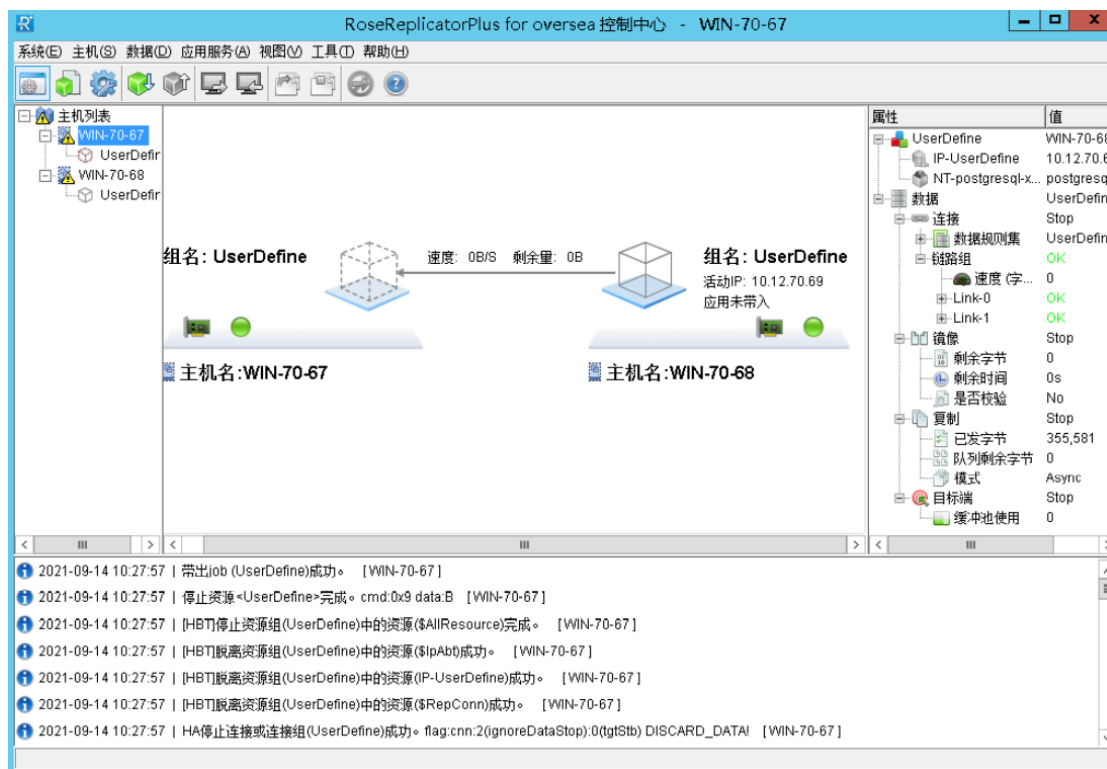 RoseReplicatorPlus for oversea 控制中心 - WIN-70-67
系统(E) 主机(S) 数据(D) 应用服务(A) 视图(V) 工具(T) 帮助(H)
主机列表
WIN-70-67
UserDefir
WIN-70-68
UserDefir
组名: UserDefine
速度: 0B/S 剩余量: 0B
组名: UserDefine
活动IP: 10.12.70.69
应用未带入
主机名:WIN-70-67
主机名:WIN-70-68
属性 值
UserDefine WIN-70-68
IP-UserDefine 10.12.70.6
NT-postgresql-x... postgresq
数据 UserDefin
连接 Stop
数据规则集 UserDefin
链路组 OK
速度 (字... 0
Link-0 OK
Link-1 OK
镜像 Stop
剩余字节 0
剩余时间 0s
是否校验 No
复制 Stop
已发字节 355,581
队列剩余字节 0
模式 Async
目标端 Stop
缓冲池使用 0
2021-09-14 10:27:57 | 带出job (UserDefine)成功。 [WIN-70-67]
2021-09-14 10:27:57 | 停止资源<UserDefine>完成。cmd:0x9 data:B [WIN-70-67]
2021-09-14 10:27:57 | [HBT]停止资源组(UserDefine)中的资源($AllResource)完成。 [WIN-70-67]
2021-09-14 10:27:57 | [HBT]脱离资源组(UserDefine)中的资源($IpAbt)成功。 [WIN-70-67]
2021-09-14 10:27:57 | [HBT]脱离资源组(UserDefine)中的资源(IP-UserDefine)成功。 [WIN-70-67]
2021-09-14 10:27:57 | [HBT]脱离资源组(UserDefine)中的资源($RepConn)成功。 [WIN-70-67]
2021-09-14 10:27:57 | HA停止连接或连接组(UserDefine)成功。flag:cnn:2(ignoreDataStop):0(tgtStb) DISCARD_DATA! [WIN-70-67]